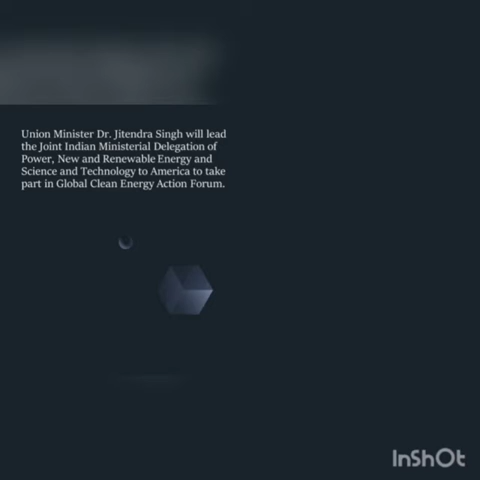 Union Minister Dr. Jitendra Singh will lead
the Joint Indian Ministerial Delegation of
Power, New and Renewable Energy and
Science and Technology to America to take
part in Global Clean Energy Action Forum.
InShOt